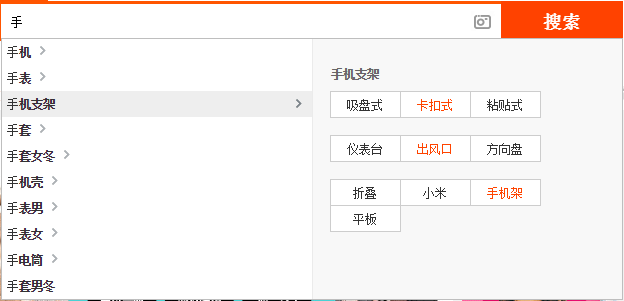 手
搜索
手机
手表
手机支架
手套
手套女冬
手机壳
手表男
手表女
手电筒
手套男冬
手机支架
吸盘式 卡扣式 粘贴式
仪表台 出风口 方向盘
折叠 小米 手机架
平板